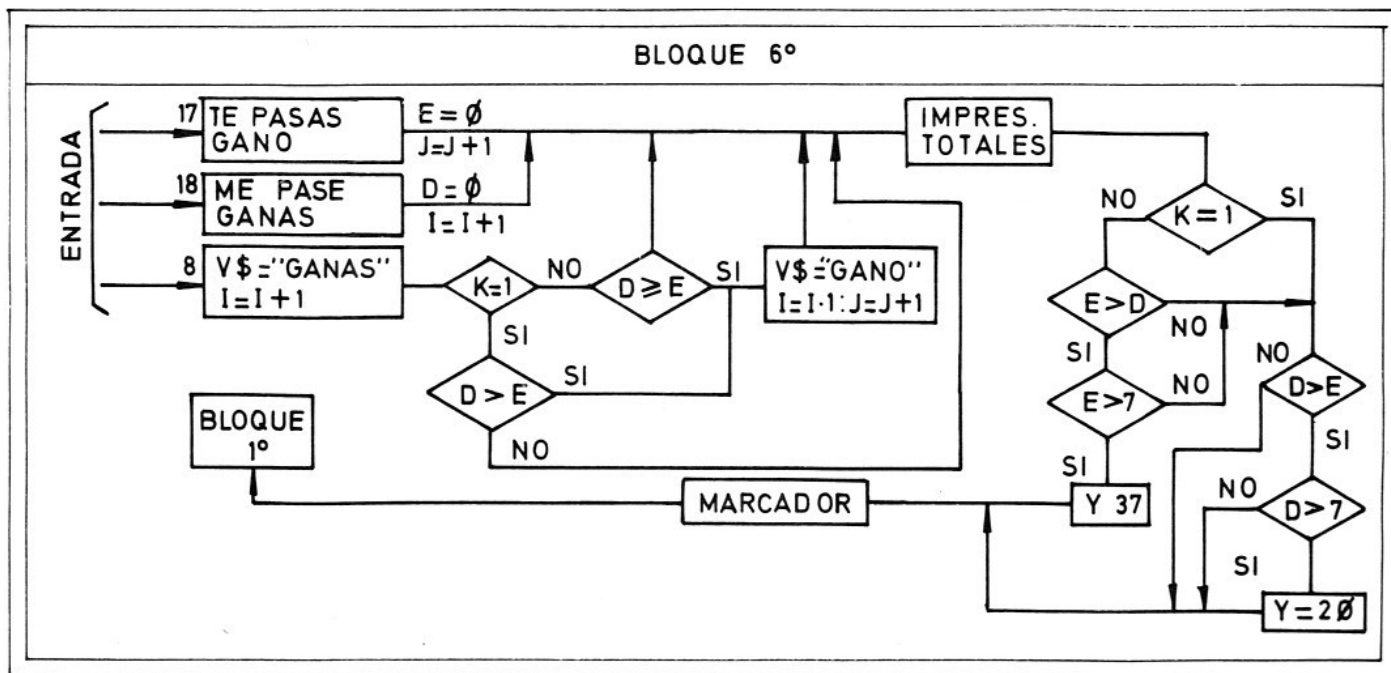 BLOQUE 6º
ENTRADA
17
TE PASAS
GANO
E=Ø
J=J+1
18
ME PASE
GANAS
D=Ø
I=I+1
8
V$="GANAS"
I=I+1
K=1
NO
SI
D≥E
SI
D>E
SI
NO
V$="GANO"
I=I·1:J=J+1
IMPRES.
TOTALES
K=1
NO
SI
E>D
NO
SI
E>7
NO
SI
Y 37
D>E
NO
SI
D>7
NO
SI
Y=2Ø
MARCADOR
BLOQUE
1º